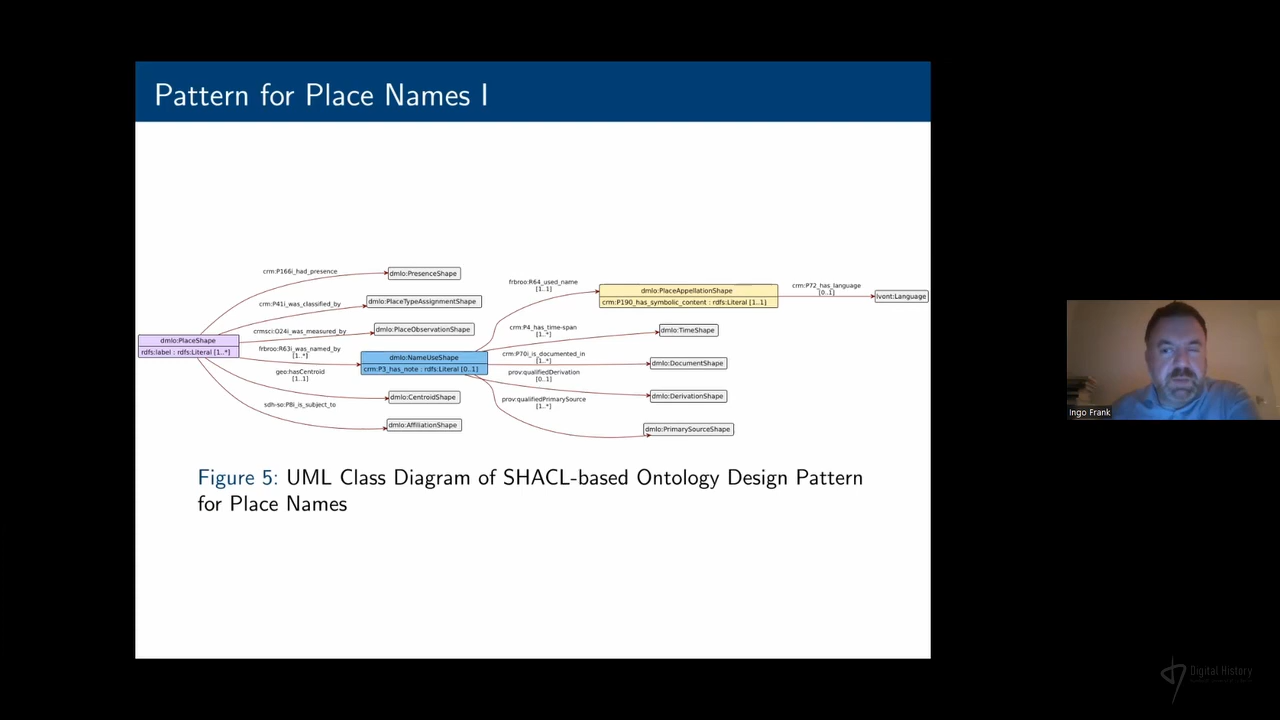 Pattern for Place Names I
crm:P166i_had_presence
dmlo:PresenceShape
crm:P41i_was_classified_by
dmlo:PlaceTypeAssignmentShape
crmsci:O24i_was_measured_by
dmlo:PlaceObservationShape
dmlo:PlaceShape
rdfs:label : rdfs:Literal [1..*]
frbroo:R63i_was_named_by
[1..*]
dmlo:NameUseShape
crm:P3_has_note : rdfs:Literal [0..1]
geo:hasCentroid
[1..1]
dmlo:CentroidShape
sdh-so:P8i_is_subject_to
dmlo:AffiliationShape
frbroo:R64_used_name
[1..1]
dmlo:PlaceAppellationShape
crm:P190_has_symbolic_content : rdfs:Literal [1..1]
crm:P72_has_language
[0..1]
lvont:Language
crm:P4_has_time-span
[1..*]
dmlo:TimeShape
crm:P70i_is_documented_in
[1..*]
dmlo:DocumentShape
prov:qualifiedDerivation
[0..1]
dmlo:DerivationShape
prov:qualifiedPrimarySource
[1..*]
dmlo:PrimarySourceShape
Figure 5: UML Class Diagram of SHACL-based Ontology Design Pattern
for Place Names
Ingo Frank
Digital History